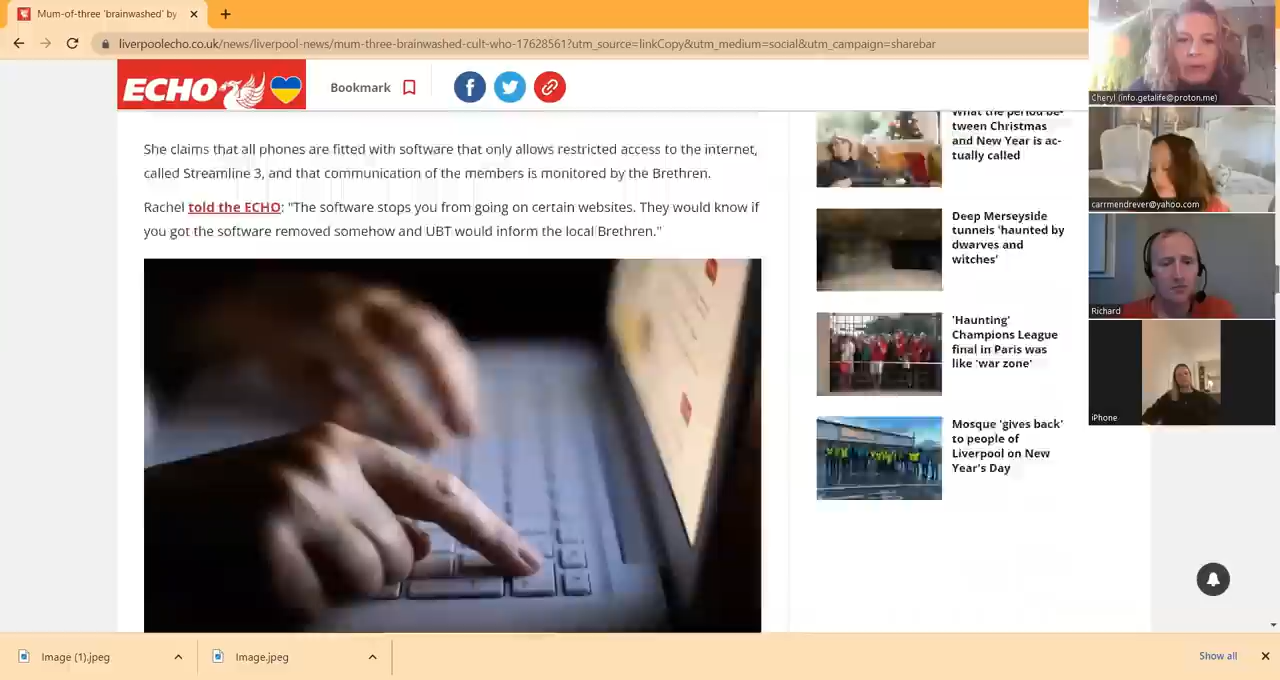 Mum-of-three 'brainwashed' by
liverpoolecho.co.uk/news/liverpool-news/mum-three-brainwashed-cult-who-17628561?utm_source=linkCopy&utm_medium=social&utm_campaign=sharebar
ECHO
Bookmark
She claims that all phones are fitted with software that only allows restricted access to the internet,
called Streamline 3, and that communication of the members is monitored by the Brethren.
Rachel told the ECHO: "The software stops you from going on certain websites. They would know if
you got the software removed somehow and UBT would inform the local Brethren."
What the period be-
tween Christmas
and New Year is ac-
tually called
Deep Merseyside
tunnels 'haunted by
dwarves and
witches'
'Haunting'
Champions League
final in Paris was
like 'war zone'
Mosque 'gives back'
to people of
Liverpool on New
Year's Day
Cheryl (info.getalife@proton.me)
carrmendrever@yahoo.com
Richard
iPhone
Image (1).jpeg
Image.jpeg
Show all